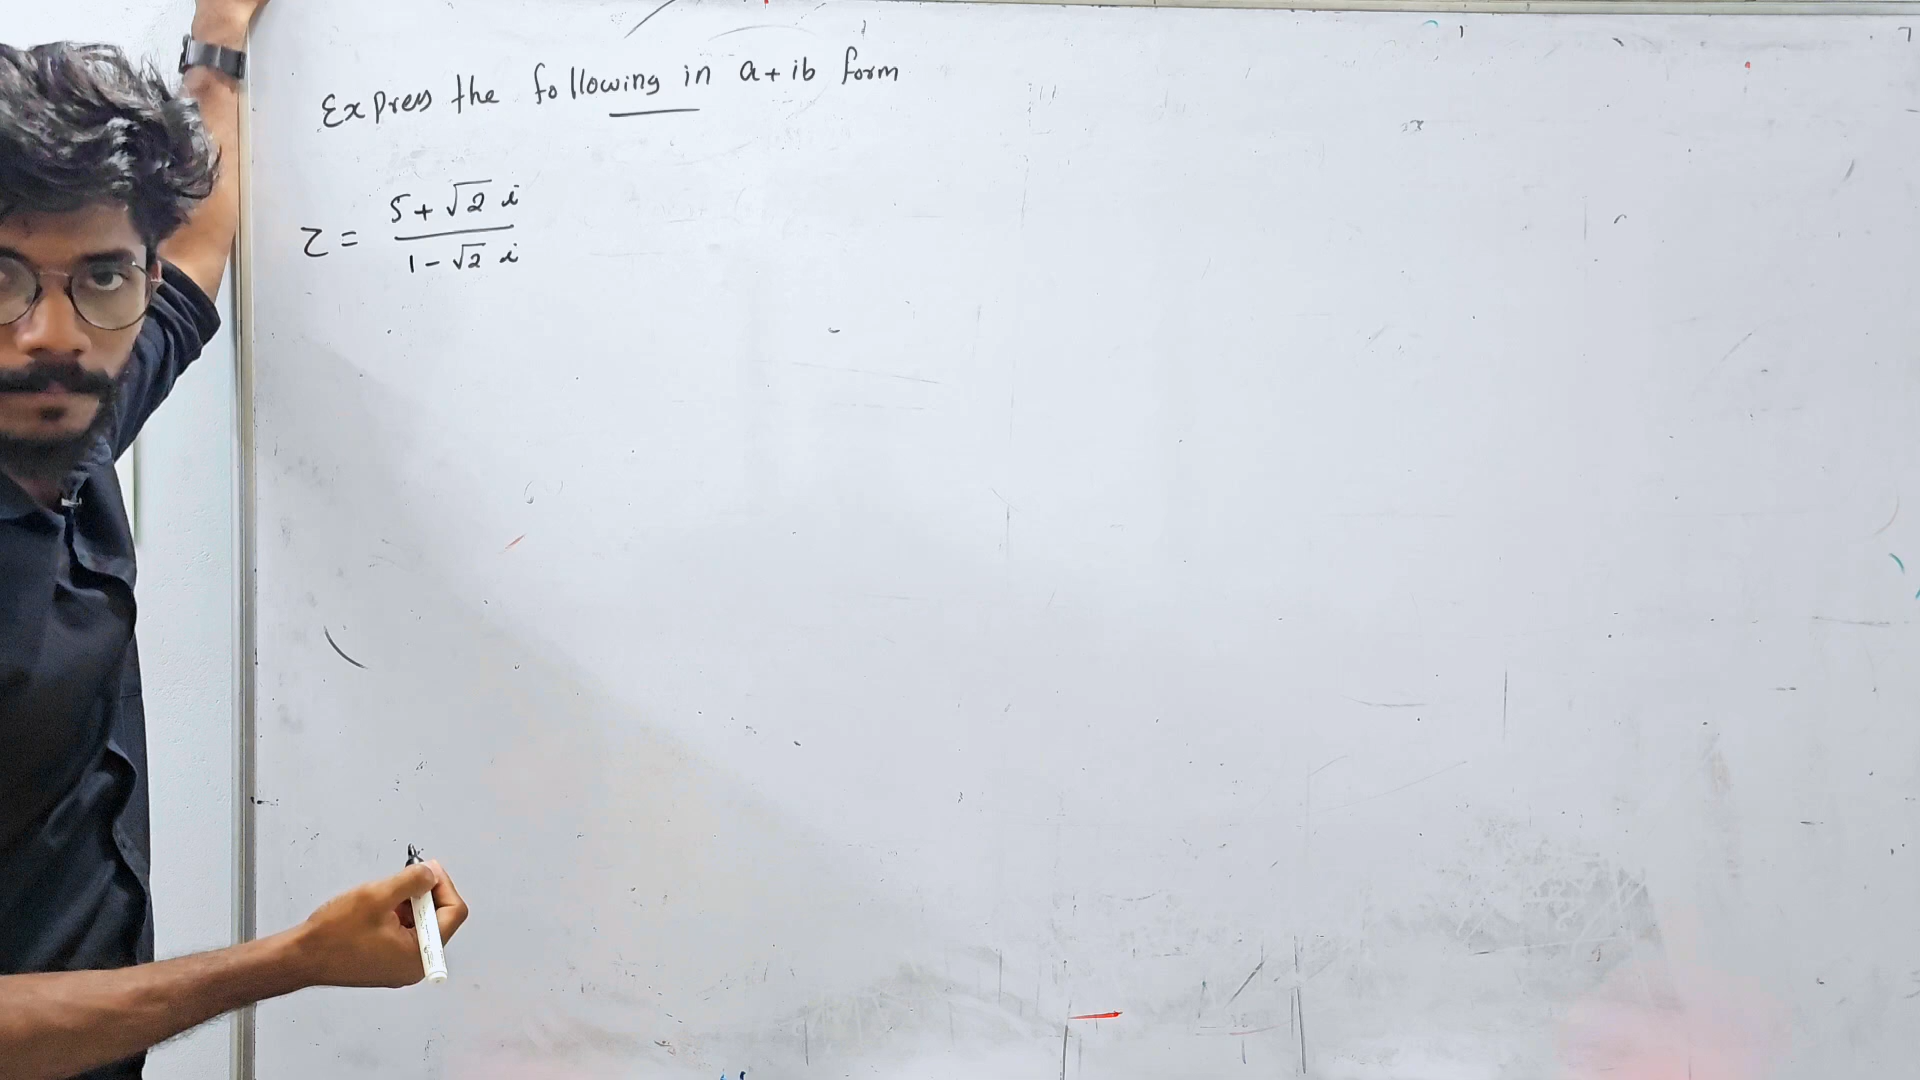 Express the following in a+ib form
z = 5+√2 i / 1-√2 i